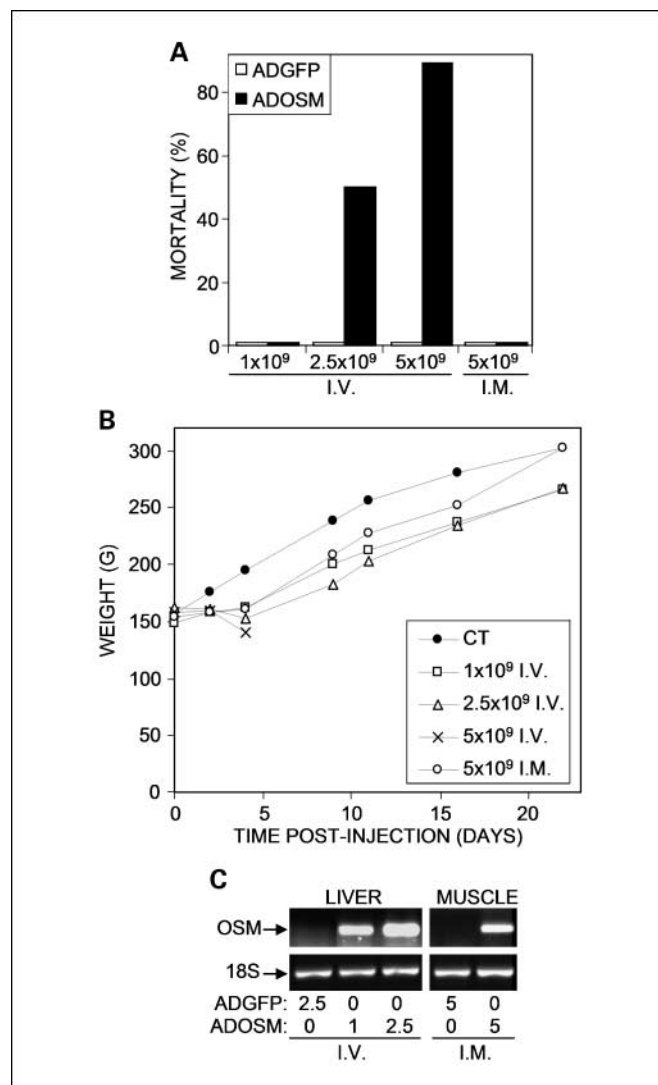 A
ADGFP
ADOSM
MORTALITY (%)
80
60
40
20
0
1x10⁹ 2.5x10⁹ 5x10⁹ 5x10⁹
I.V. I.M.
B
WEIGHT (G)
300
250
200
150
100
50
0
CT
1x10⁹ I.V.
2.5x10⁹ I.V.
5x10⁹ I.V.
5x10⁹ I.M.
0 5 10 15 20
TIME POST-INJECTION (DAYS)
C
LIVER MUSCLE
OSM
18S
ADGFP: 2.5 0 0 5 0
ADOSM: 0 1 2.5 0 5
I.V. I.M.